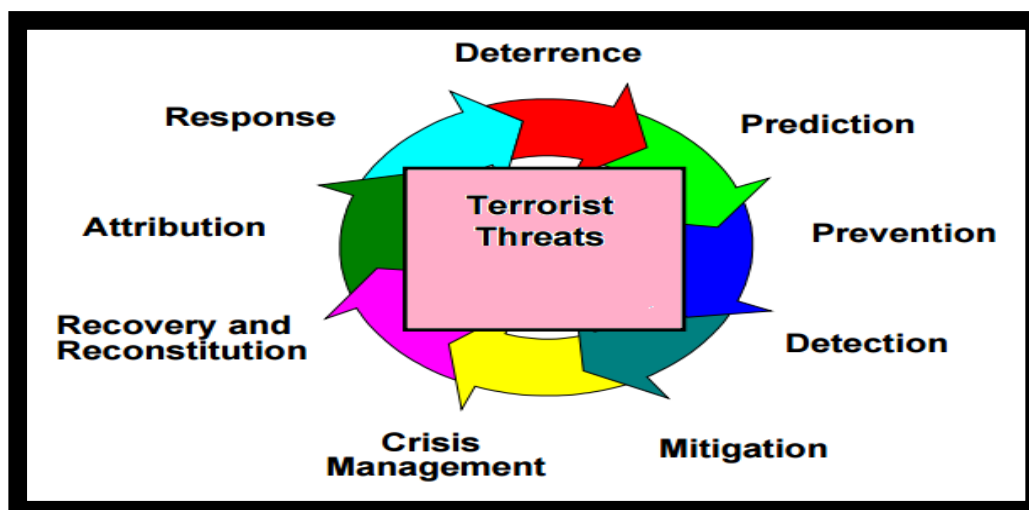 Deterrence
Prediction
Prevention
Detection
Mitigation
Crisis
Management
Recovery and
Reconstitution
Attribution
Response
Terrorist
Threats